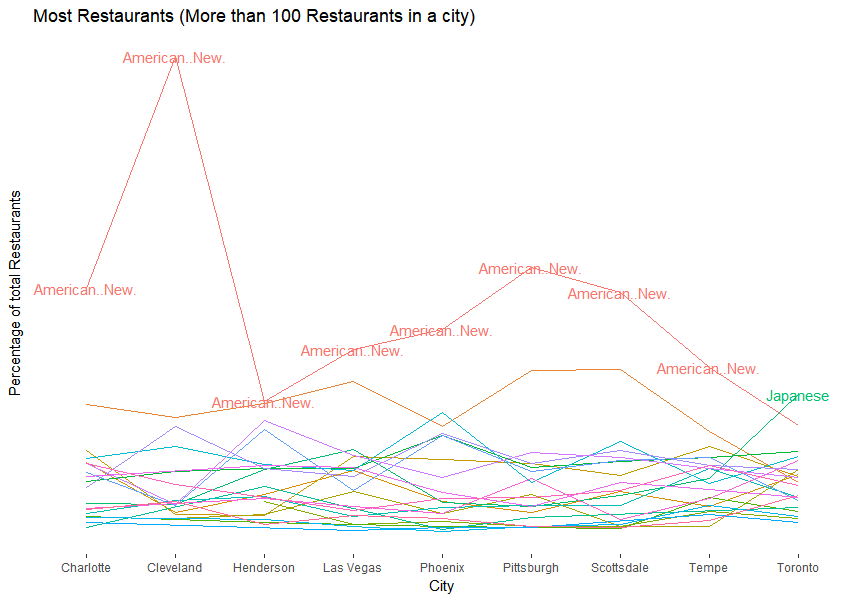 Most Restaurants (More than 100 Restaurants in a city)
American..New.
American..New.
American..New.
American..New.
American..New.
American..New.
American..New.
American..New.
Japanese
Percentage of total Restaurants
Charlotte Cleveland Henderson Las Vegas Phoenix Pittsburgh Scottsdale Tempe Toronto
City